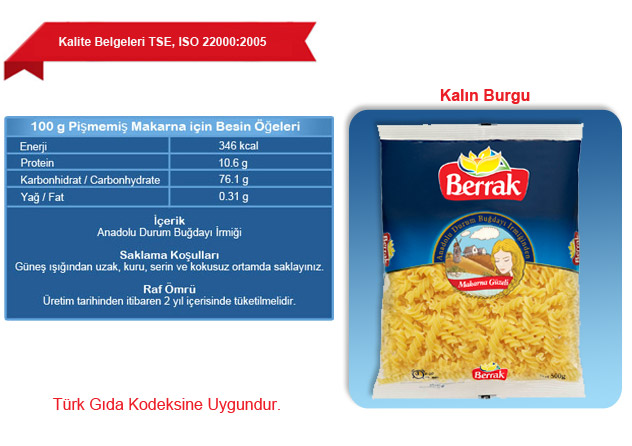 Kalite Belgeleri TSE, ISO 22000:2005
Kalın Burgu
100 g Pişmemiş Makarna için Besin Öğeleri
Enerji 346 kcal
Protein 10.6 g
Karbonhidrat / Carbonhydrate 76.1 g
Yağ / Fat 0.31 g
İçerik
Anadolu Durum Buğdayı İrmiği
Saklama Koşulları
Güneş ışığından uzak, kuru, serin ve kokusuz ortamda saklayınız.
Raf Ömrü
Üretim tarihinden itibaren 2 yıl içerisinde tüketilmelidir.
Berrak
Anadolu Durum Buğdayı İrmiğinden
Makarna Güzeli
Berrak
500g
Türk Gıda Kodeksine Uygundur.